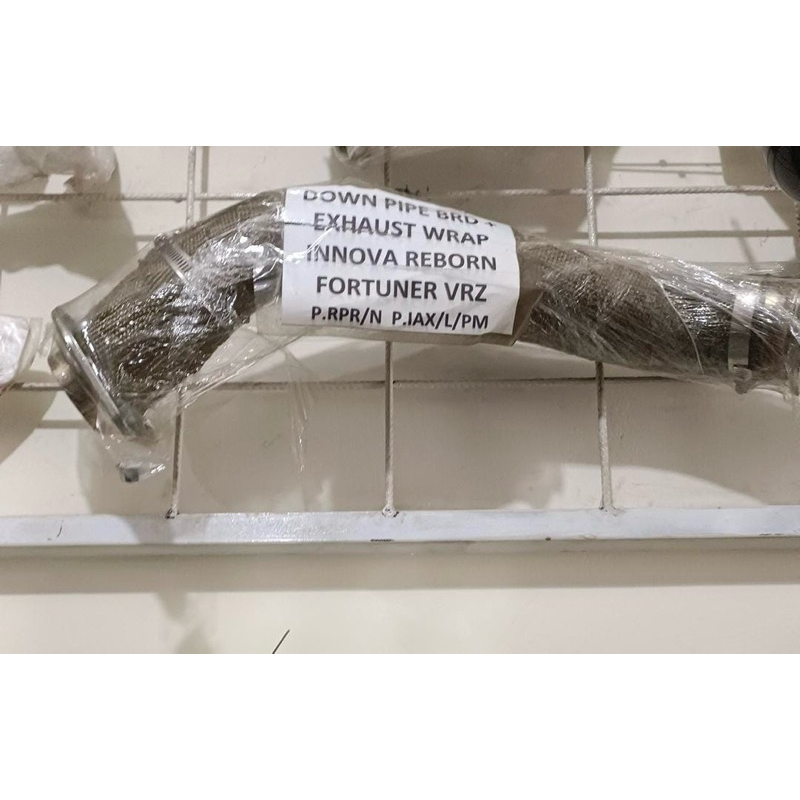 DOWN PIPE BRD +
EXHAUST WRAP
INNOVA REBORN
FORTUNER VRZ
P.RPR/N P.IAX/L/PM